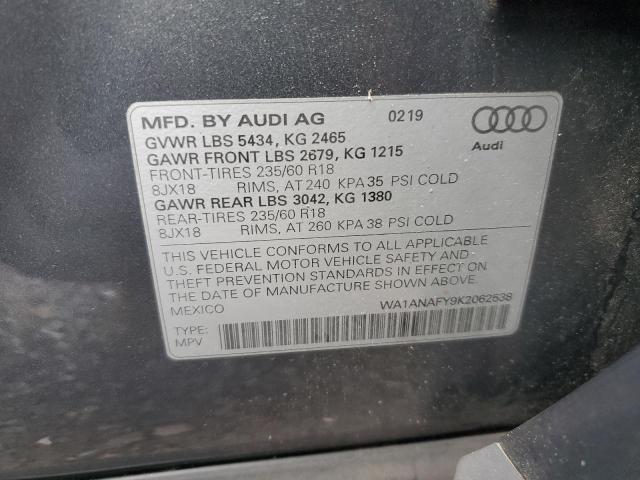 MFD. BY AUDI AG 0219
GVWR LBS 5434, KG 2465
GAWR FRONT LBS 2679, KG 1215
FRONT-TIRES 235/60 R18
8JX18 RIMS, AT 240 KPA 35 PSI COLD
GAWR REAR LBS 3042, KG 1380
REAR-TIRES 235/60 R18
8JX18 RIMS, AT 260 KPA 38 PSI COLD
Audi
THIS VEHICLE CONFORMS TO ALL APPLICABLE
U.S. FEDERAL MOTOR VEHICLE SAFETY AND
THEFT PREVENTION STANDARDS IN EFFECT ON THE
DATE OF MANUFACTURE SHOWN ABOVE.
MEXICO WA1ANAFY9K2062538
TYPE:
MPV